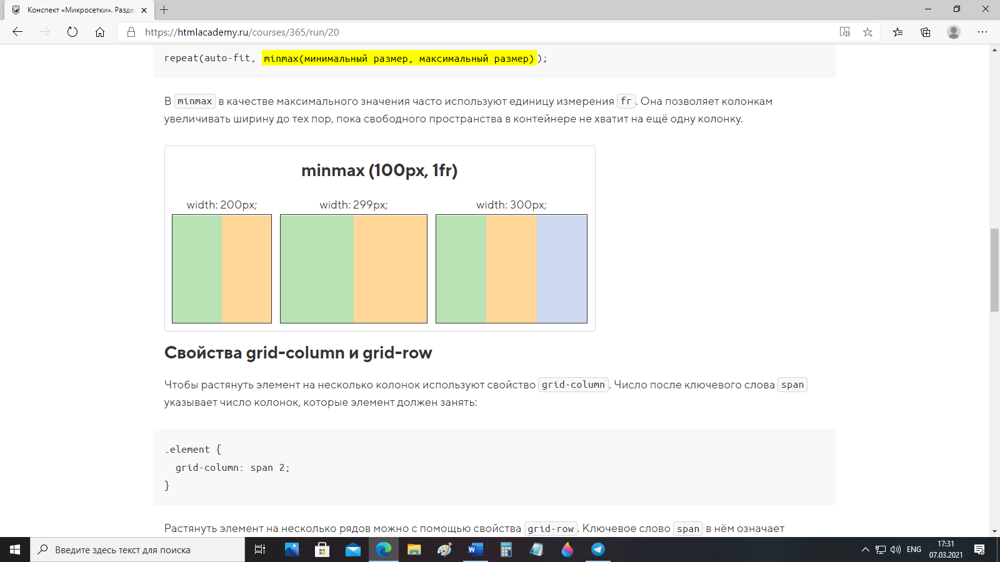 Конспект «Микросетки». Разде
https://htmlacademy.ru/courses/365/run/20
repeat(auto-fit, minmax(минимальный размер, максимальный размер));
В minmax в качестве максимального значения часто используют единицу измерения fr. Она позволяет колонкам
увеличивать ширину до тех пор, пока свободного пространства в контейнере не хватит на ещё одну колонку.
minmax (100px, 1fr)
width: 200px; width: 299px; width: 300px;
Свойства grid-column и grid-row
Чтобы растянуть элемент на несколько колонок используют свойство grid-column. Число после ключевого слова span
указывает число колонок, которые элемент должен занять:
.element {
grid-column: span 2;
}
Растянуть элемент на несколько рядов можно с помощью свойства grid-row. Ключевое слово span в нём означает
Введите здесь текст для поиска
ENG
17:31
07.03.2021